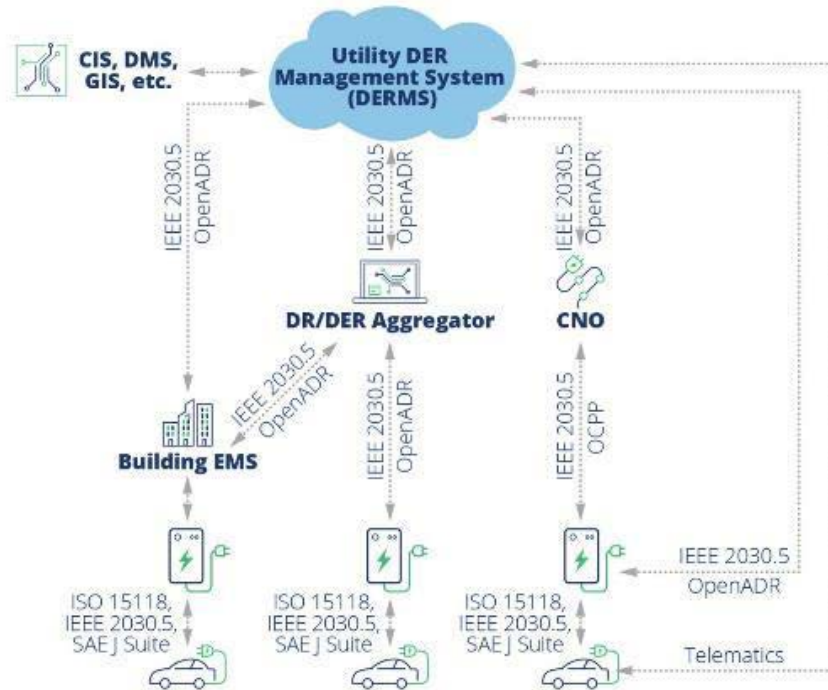 CIS, DMS,
GIS, etc.
Utility DER
Management System
(DERMS)
IEEE 2030.5
OpenADR
IEEE 2030.5
OpenADR
IEEE 2030.5
OpenADR
DR/DER Aggregator
CNO
IEEE 2030.5
OpenADR
IEEE 2030.5
OpenADR
IEEE 2030.5
OCPP
Building EMS
IEEE 2030.5
OpenADR
ISO 15118,
IEEE 2030.5,
SAE J Suite
ISO 15118,
IEEE 2030.5,
SAE J Suite
ISO 15118,
IEEE 2030.5,
SAE J Suite
Telematics